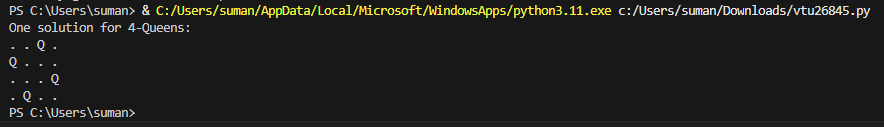 PS C:\Users\suman> & C:/Users/suman/AppData/Local/Microsoft/WindowsApps/python3.11.exe c:/Users/suman/Downloads/vtu26845.py
One solution for 4-Queens:
. . Q .
Q . . .
. . . Q
. Q . .
PS C:\Users\suman>